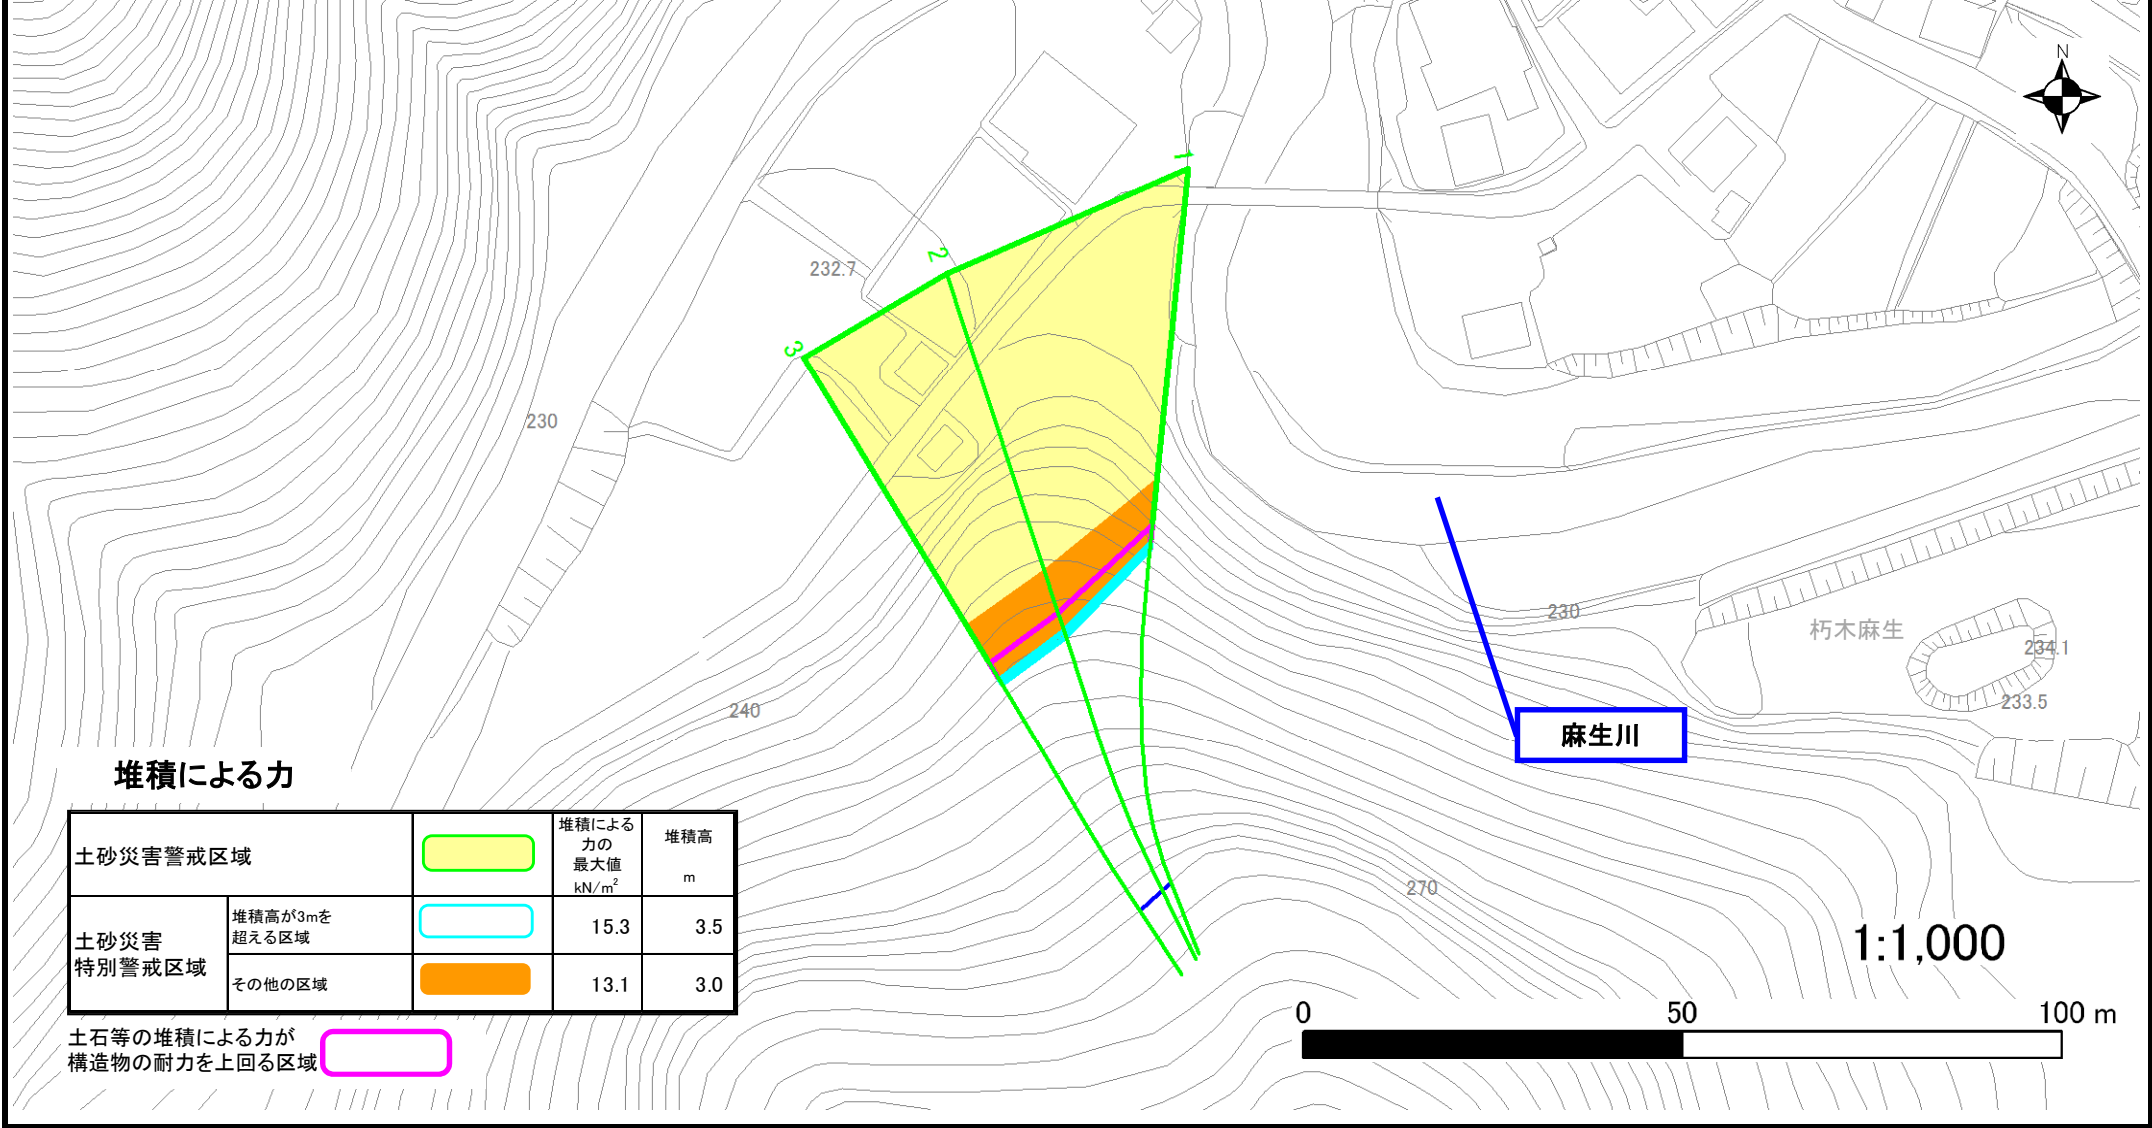 N
1
2
3
232.7
230
240
230
朽木麻生
234.1
233.5
麻生川
270
堆積による力
土砂災害警戒区域
堆積による
力の
最大値
kN/m²
堆積高
m
土砂災害
特別警戒区域
堆積高が3mを
超える区域
15.3
3.5
その他の区域
13.1
3.0
土石等の堆積による力が
構造物の耐力を上回る区域
1:1,000
0
50
100 m